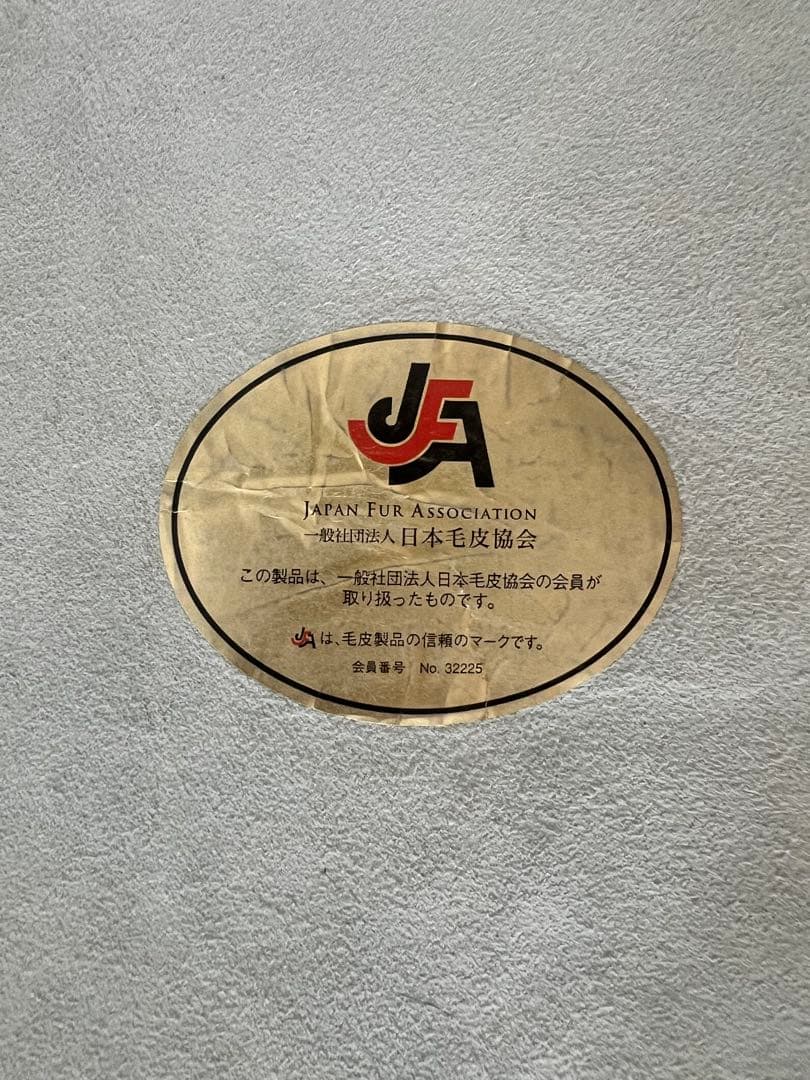 JFA
JAPAN FUR ASSOCIATION
一般社団法人 日本毛皮協会
この製品は、一般社団法人日本毛皮協会の会員が
取り扱ったものです。
JFAは、毛皮製品の信頼のマークです。
会員番号 No. 32225